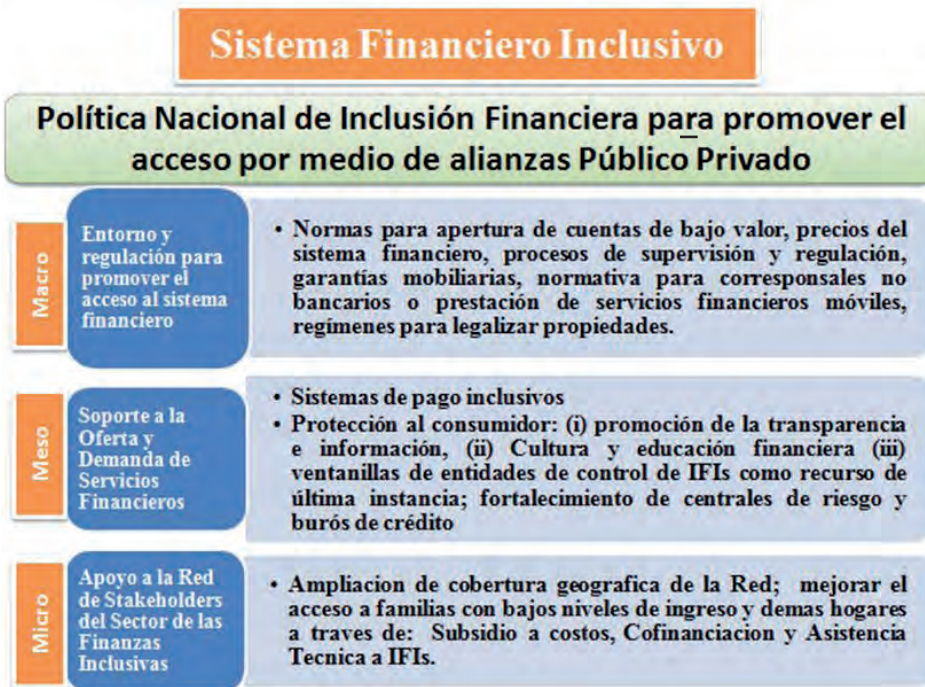 Sistema Financiero Inclusivo
Política Nacional de Inclusión Financiera para promover el
acceso por medio de alianzas Público Privado
Macro
Entorno y
regulación para
promover el
acceso al sistema
financiero
• Normas para apertura de cuentas de bajo valor, precios del
sistema financiero, procesos de supervisión y regulación,
garantías mobiliarias, normativa para corresponsales no
bancarios o prestación de servicios financieros móviles,
regímenes para legalizar propiedades.
Meso
Soporte a la
Oferta y
Demanda de
Servicios
Financieros
• Sistemas de pago inclusivos
• Protección al consumidor: (i) promoción de la transparencia
e información, (ii) Cultura y educación financiera (iii)
ventanillas de entidades de control de IFIs como recurso de
última instancia; fortalecimiento de centrales de riesgo y
burós de crédito
Micro
Apoyo a la Red
de Stakeholders
del Sector de las
Finanzas
Inclusivas
• Ampliacion de cobertura geografica de la Red; mejorar el
acceso a familias con bajos niveles de ingreso y demas hogares
a traves de: Subsidio a costos, Cofinanciacion y Asistencia
Tecnica a IFIs.